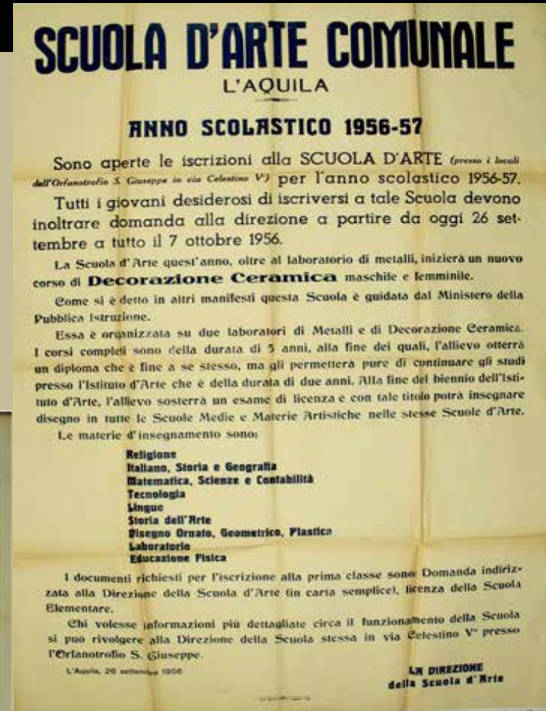 SCUOLA D'ARTE COMUNALE
L'AQUILA
ANNO SCOLASTICO 1956-57
Sono aperte le iscrizioni alla SCUOLA D'ARTE (presso i locali
dell'Orfanotrofio S. Giuseppe in via Celestino V°) per l'anno scolastico 1956-57.
Tutti i giovani desiderosi di iscriversi a tale Scuola devono
inoltrare domanda alla direzione a partire da oggi 26 set-
tembre a tutto il 7 ottobre 1956.
La Scuola d'Arte quest'anno, oltre al laboratorio di metalli, inizierà un nuovo
corso di Decorazione Ceramica maschile e femminile.
Come si è detto in altri manifesti questa Scuola è guidata dal Ministero della
Pubblica Istruzione.
Essa è organizzata su due laboratori di Metalli e di Decorazione Ceramica.
I corsi completi sono della durata di 5 anni, alla fine dei quali, l'allievo otterrà
un diploma che è fine a se stesso, ma gli permetterà pure di continuare gli studi
presso l'Istituto d'Arte che è della durata di due anni. Alla fine del biennio dell'Isti-
tuto d'Arte, l'allievo sosterrà un esame di licenza e con tale titolo potrà insegnare
disegno in tutte le Scuole Medie e Materie Artistiche nelle stesse Scuole d'Arte.
Le materie d'insegnamento sono:
Religione
Italiano, Storia e Geografia
Matematica, Scienze e Contabilità
Tecnologia
Lingue
Storia dell'Arte
Disegno Ornato, Geometrico, Plastica
Laboratorio
Educazione Fisica
I documenti richiesti per l'iscrizione alla prima classe sono: Domanda indiriz-
zata alla Direzione della Scuola d'Arte (in carta semplice), licenza della Scuola
Elementare.
Chi volesse informazioni più dettagliate circa il funzionamento della Scuola
si può rivolgere alla Direzione della Scuola stessa in via Celestino V° presso
l'Orfanotrofio S. Giuseppe.
L'Aquila, 26 settembre 1956
LA DIREZIONE
della Scuola d'Arte